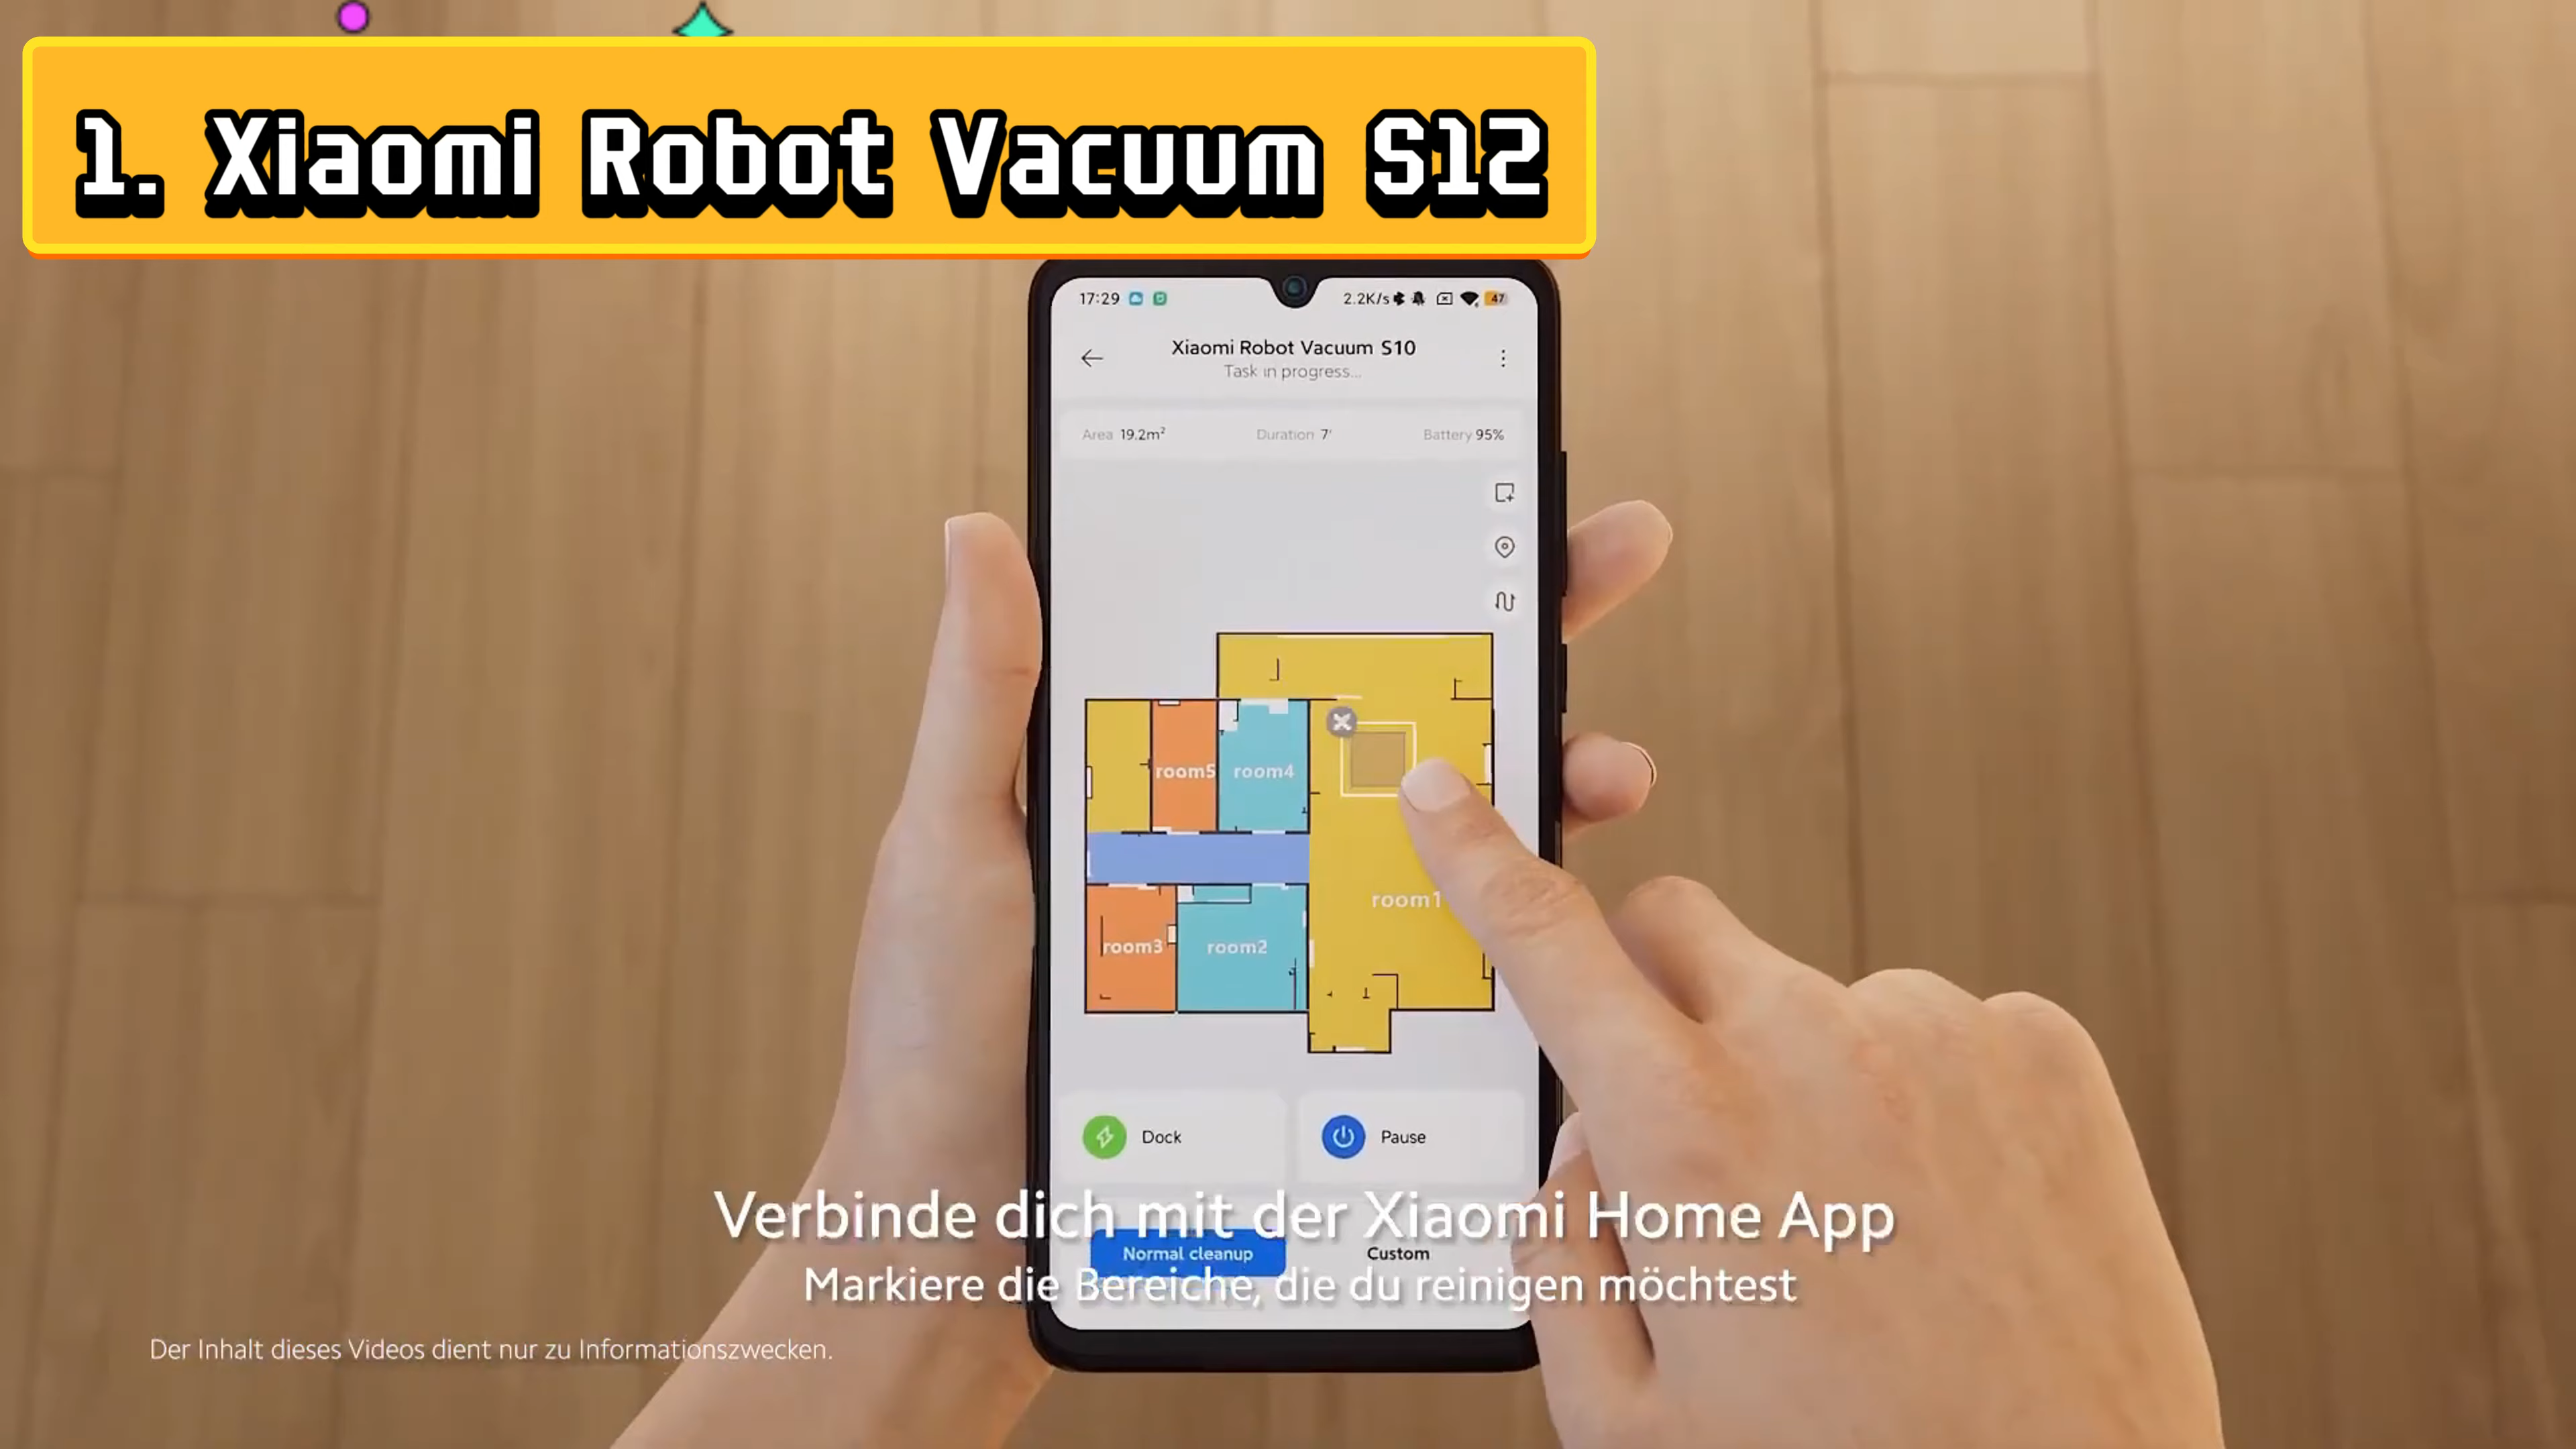 1. Xiaomi Robot Vacuum S12
17:29
2.2K/s
47
Xiaomi Robot Vacuum S10
Task in progress...
Area 19.2m² Duration 7' Battery 95%
room5 room4
room1
room3 room2
Dock Pause
Verbinde dich mit der Xiaomi Home App
Normal cleanup Custom
Markiere die Bereiche, die du reinigen möchtest
Der Inhalt dieses Videos dient nur zu Informationszwecken.